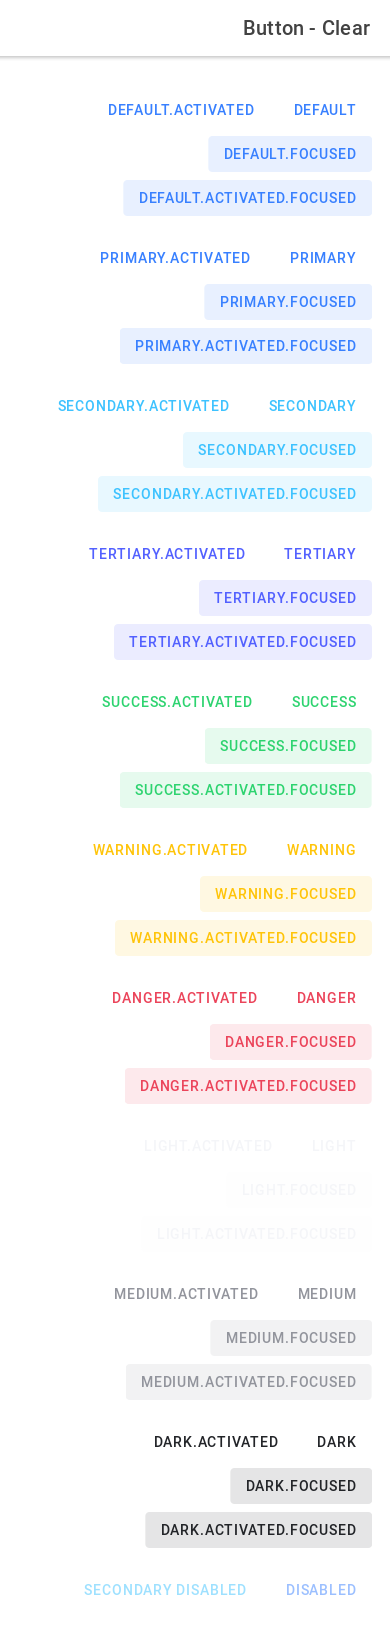 Button - Clear
DEFAULT.ACTIVATED DEFAULT
DEFAULT.FOCUSED
DEFAULT.ACTIVATED.FOCUSED
PRIMARY.ACTIVATED PRIMARY
PRIMARY.FOCUSED
PRIMARY.ACTIVATED.FOCUSED
SECONDARY.ACTIVATED SECONDARY
SECONDARY.FOCUSED
SECONDARY.ACTIVATED.FOCUSED
TERTIARY.ACTIVATED TERTIARY
TERTIARY.FOCUSED
TERTIARY.ACTIVATED.FOCUSED
SUCCESS.ACTIVATED SUCCESS
SUCCESS.FOCUSED
SUCCESS.ACTIVATED.FOCUSED
WARNING.ACTIVATED WARNING
WARNING.FOCUSED
WARNING.ACTIVATED.FOCUSED
DANGER.ACTIVATED DANGER
DANGER.FOCUSED
DANGER.ACTIVATED.FOCUSED
LIGHT.ACTIVATED LIGHT
LIGHT.FOCUSED
LIGHT.ACTIVATED.FOCUSED
MEDIUM.ACTIVATED MEDIUM
MEDIUM.FOCUSED
MEDIUM.ACTIVATED.FOCUSED
DARK.ACTIVATED DARK
DARK.FOCUSED
DARK.ACTIVATED.FOCUSED
SECONDARY DISABLED DISABLED